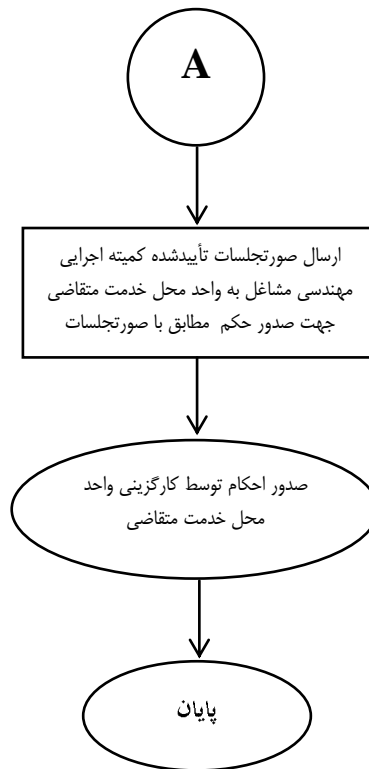 A
ارسال صورتجلسات تأییدشده کمیته اجرایی
مهندسی مشاغل به واحد محل خدمت متقاضی
جهت صدور حکم مطابق با صورتجلسات
صدور احکام توسط کارگزینی واحد
محل خدمت متقاضی
پایان